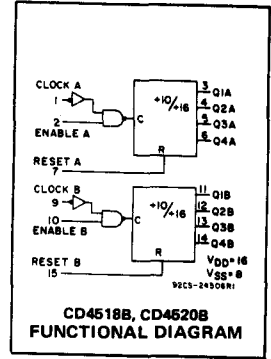 CLOCK A
1
2
ENABLE A
RESET A
7
÷10/÷16
C
R
3 Q1A
4 Q2A
5 Q3A
6 Q4A
CLOCK B
9
10
ENABLE B
RESET B
15
÷10/÷16
C
R
11 Q1B
12 Q2B
13 Q3B
14 Q4B
VDD=16
VSS=8
92CS-24506R1
CD4518B, CD4520B
FUNCTIONAL DIAGRAM